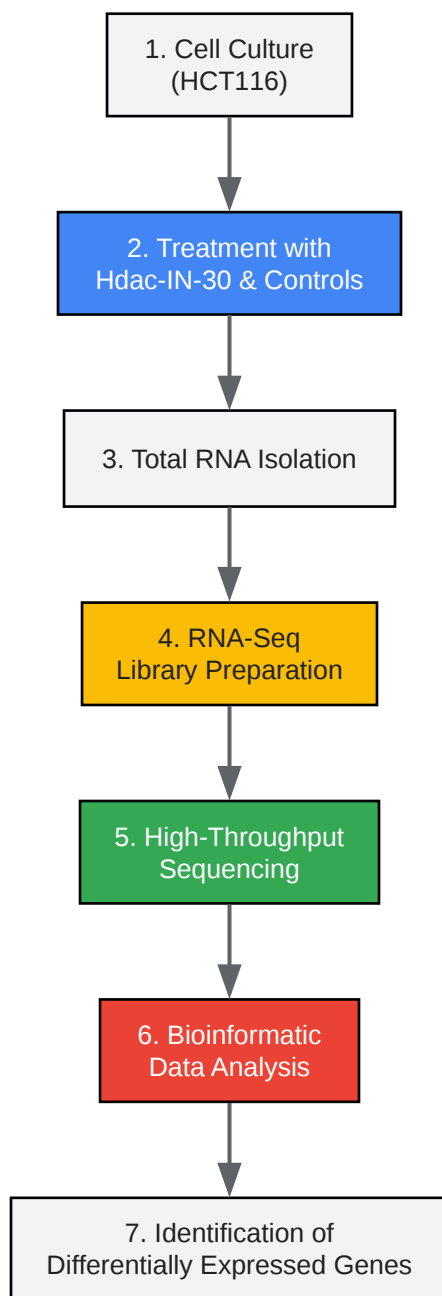 1. Cell Culture
(HCT116)
2. Treatment with
Hdac-IN-30 & Controls
3. Total RNA Isolation
4. RNA-Seq
Library Preparation
5. High-Throughput
Sequencing
6. Bioinformatic
Data Analysis
7. Identification of
Differentially Expressed Genes